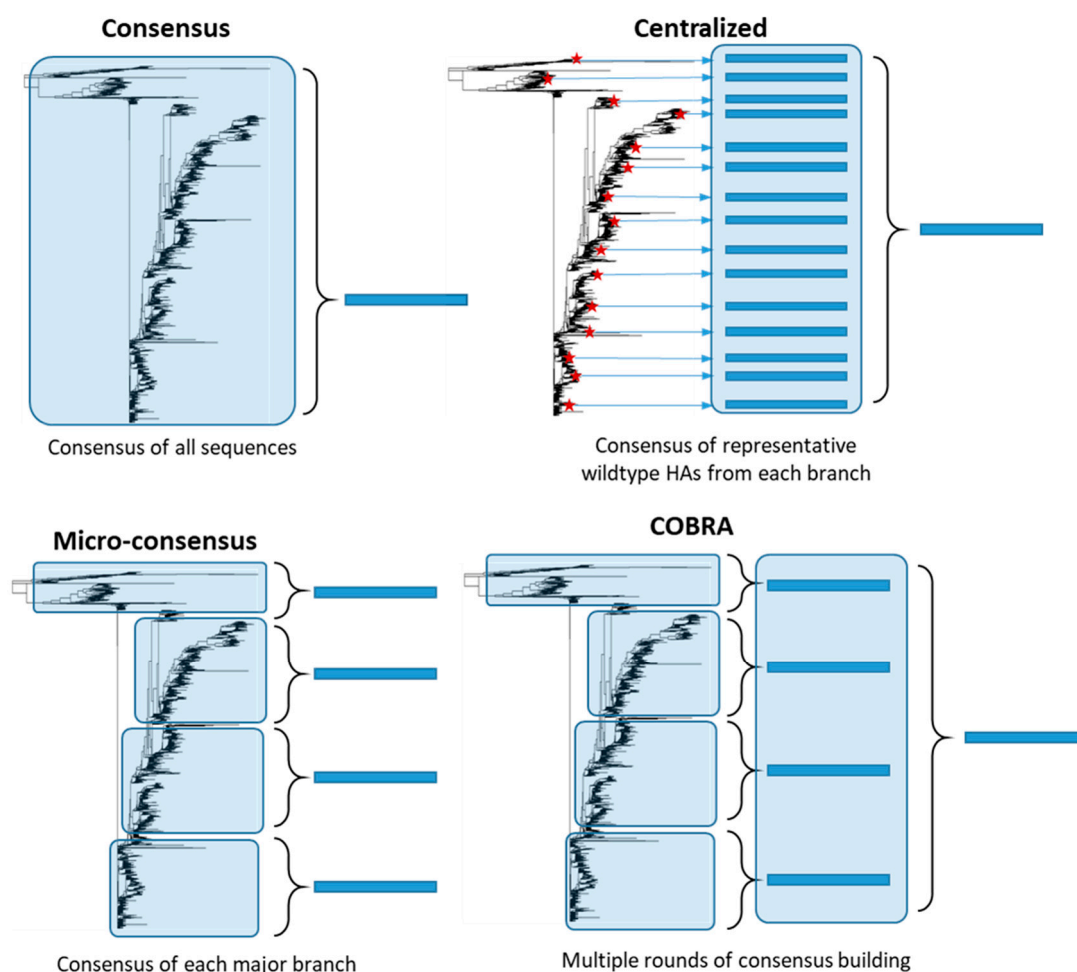 Consensus
Centralized
Consensus of all sequences
Consensus of representative
wildtype HAs from each branch
Micro-consensus
COBRA
Consensus of each major branch
Multiple rounds of consensus building